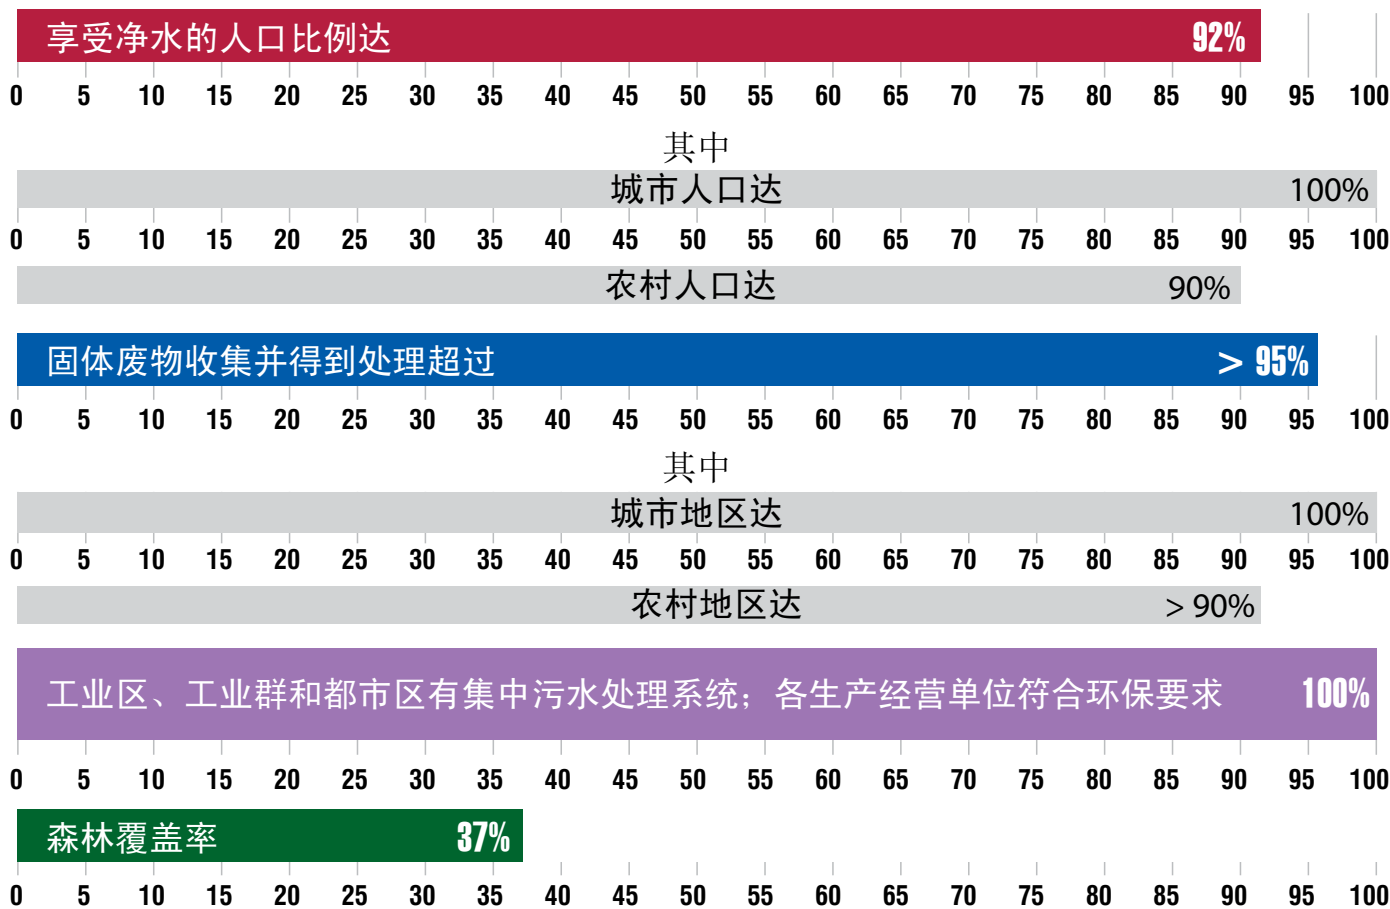 享受净水的人口比例达 92%
0 5 10 15 20 25 30 35 40 45 50 55 60 65 70 75 80 85 90 95 100
其中
城市人口达 100%
0 5 10 15 20 25 30 35 40 45 50 55 60 65 70 75 80 85 90 95 100
农村人口达 90%
固体废物收集并得到处理超过 > 95%
0 5 10 15 20 25 30 35 40 45 50 55 60 65 70 75 80 85 90 95 100
其中
城市地区达 100%
0 5 10 15 20 25 30 35 40 45 50 55 60 65 70 75 80 85 90 95 100
农村地区达 > 90%
工业区、工业群和都市区有集中污水处理系统；各生产经营单位符合环保要求 100%
0 5 10 15 20 25 30 35 40 45 50 55 60 65 70 75 80 85 90 95 100
森林覆盖率 37%
0 5 10 15 20 25 30 35 40 45 50 55 60 65 70 75 80 85 90 95 100